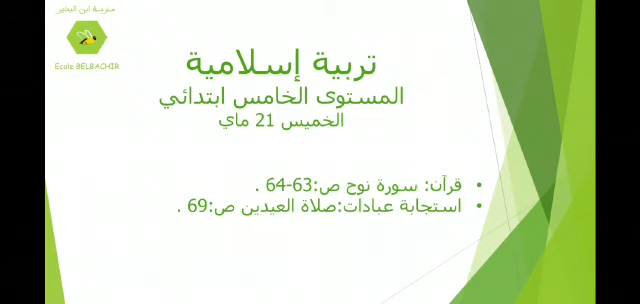 مدرسة ابن البشير
Ecole BELBACHIR
تربية إسلامية
المستوى الخامس ابتدائي
الخميس 21 ماي
• قرآن: سورة نوح ص:63-64 .
• استجابة عبادات:صلاة العيدين ص:69 .